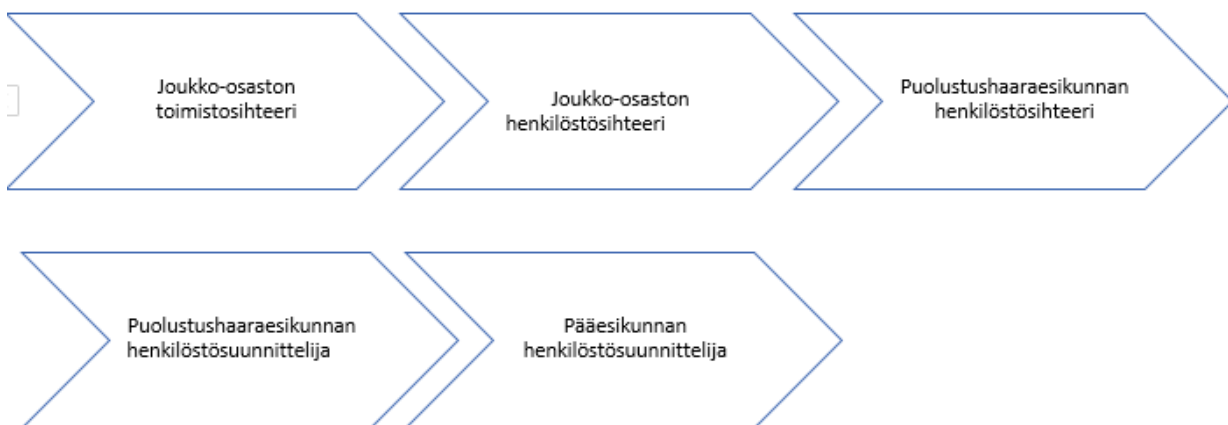 Joukko-osaston
toimistosihteeri
Joukko-osaston
henkilöstösihteeri
Puolustushaaraesikunnan
henkilöstösihteeri
Puolustushaaraesikunnan
henkilöstösuunnittelija
Pääesikunnan
henkilöstösuunnittelija